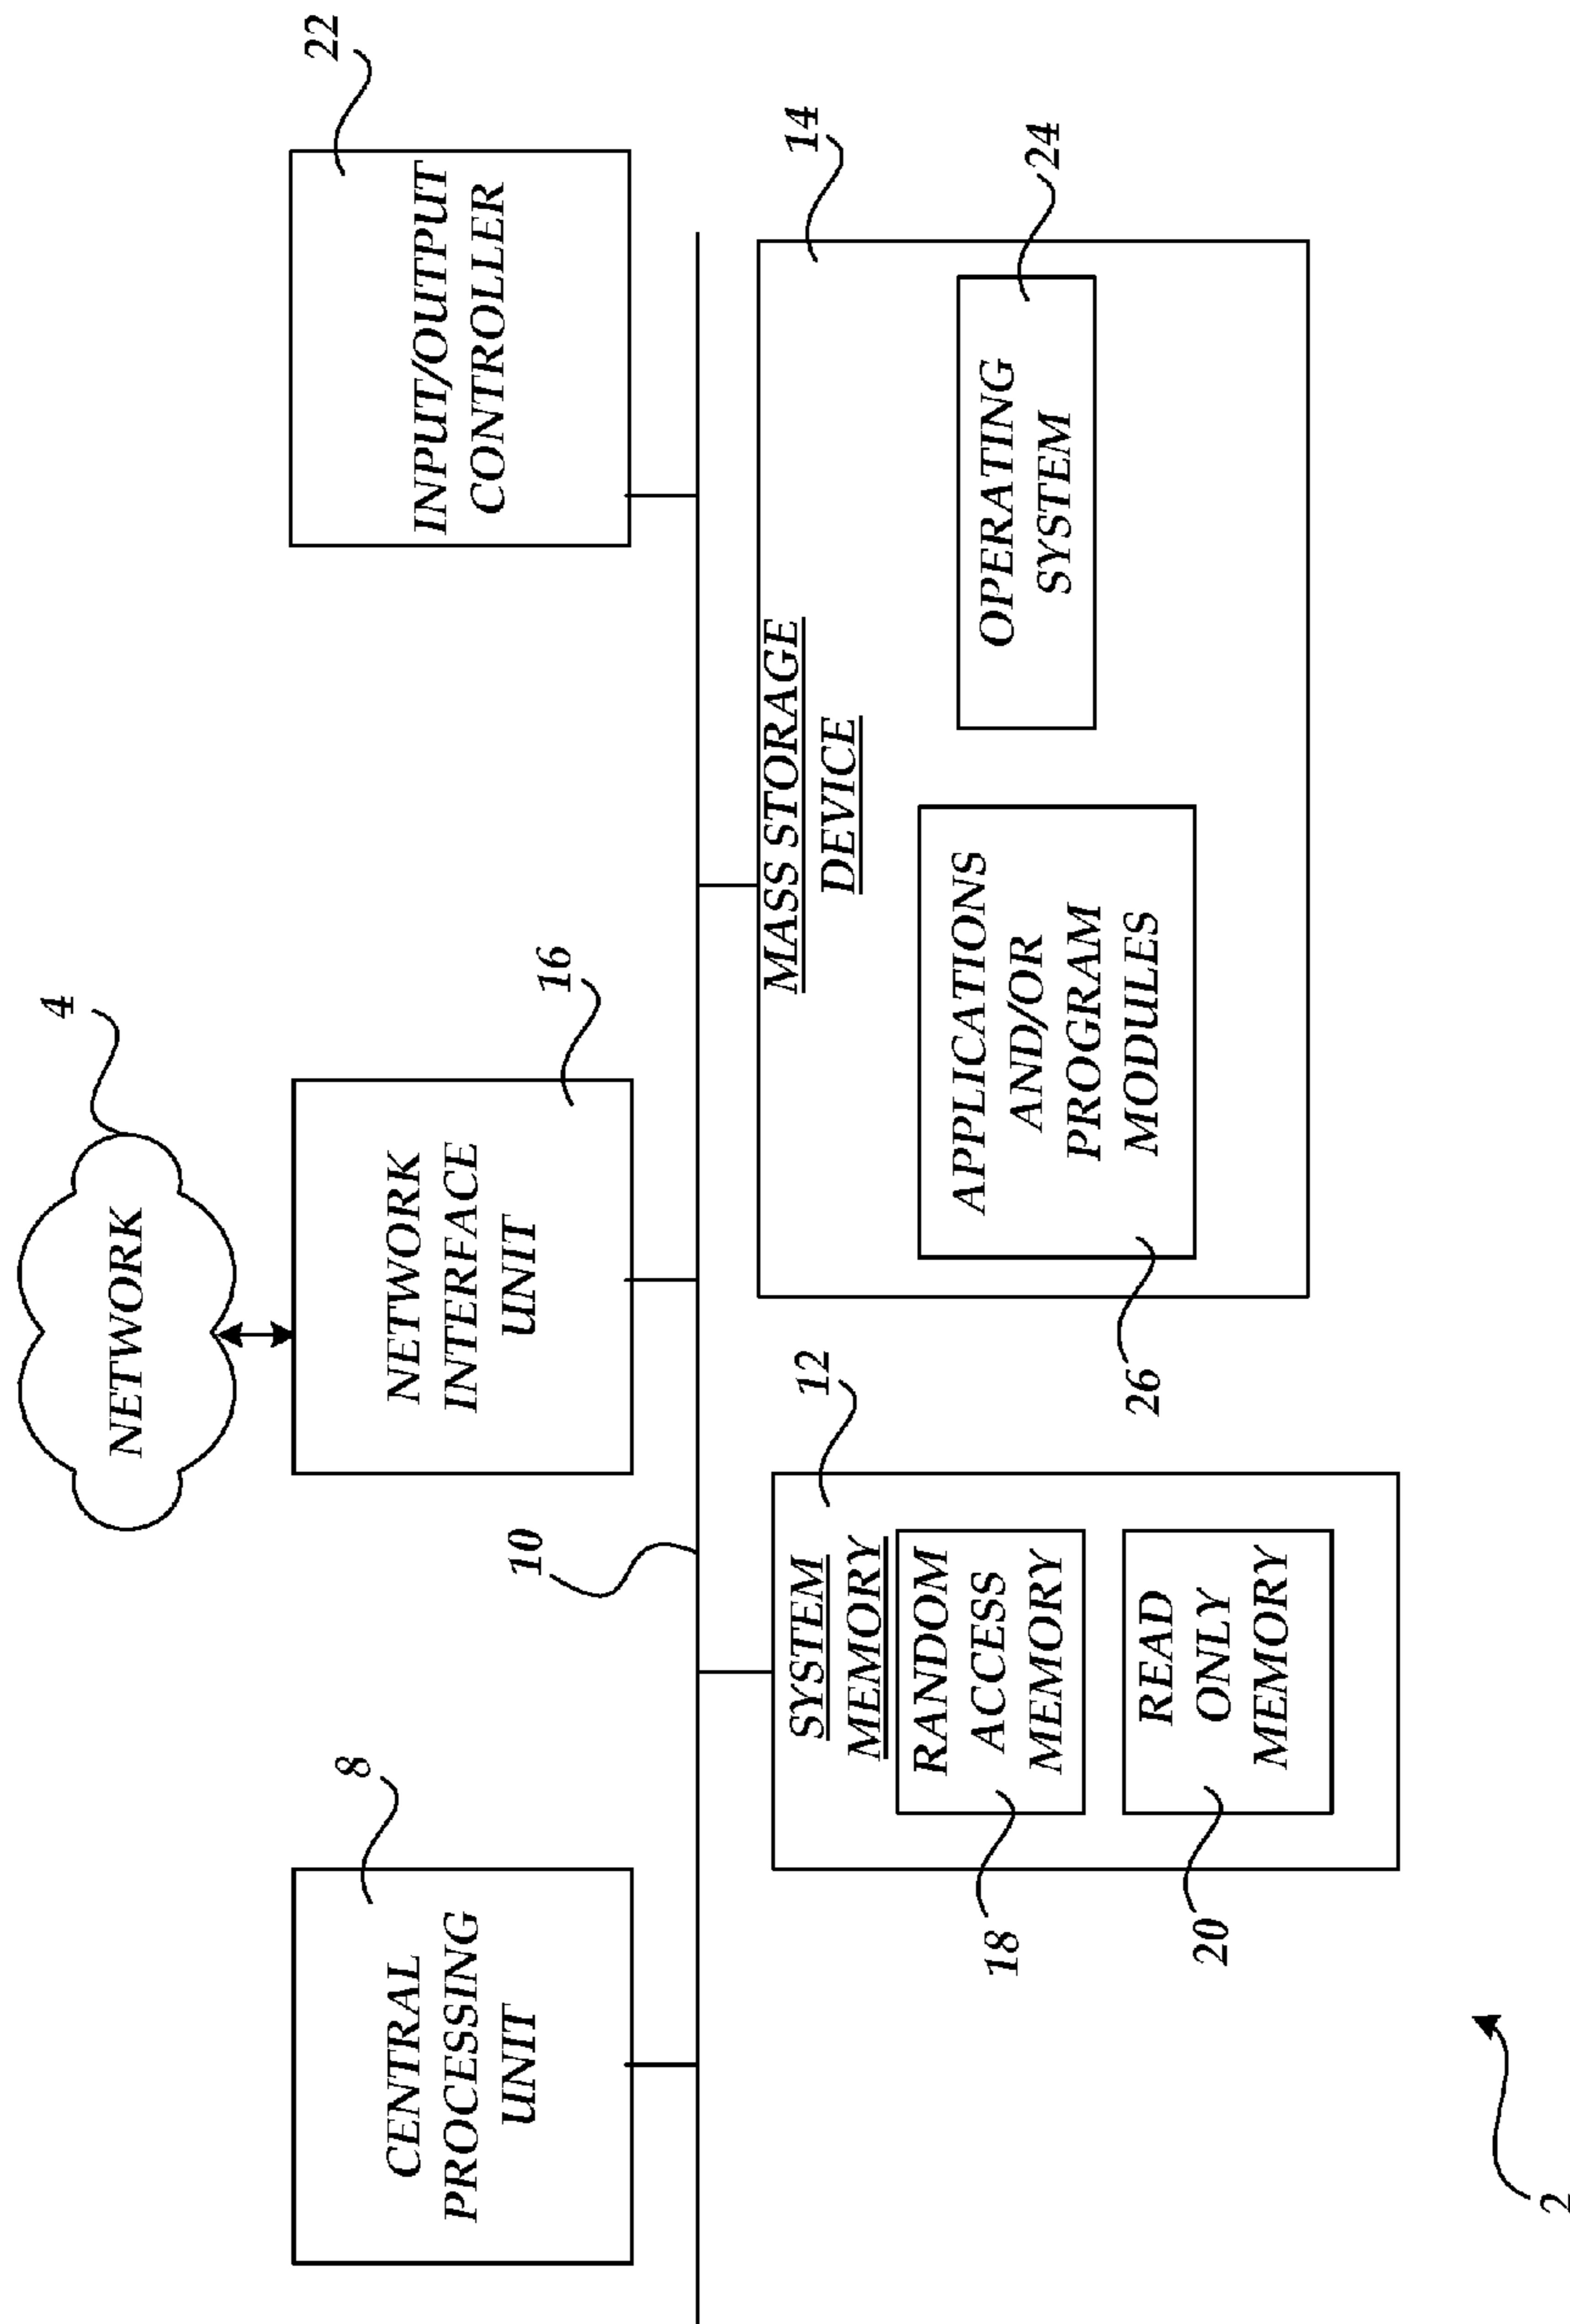 4
NETWORK
8
CENTRAL
PROCESSING
UNIT
10
16
NETWORK
INTERFACE
UNIT
22
INPUT/OUTPUT
CONTROLLER
12
SYSTEM
MEMORY
18
RANDOM
ACCESS
MEMORY
20
READ
ONLY
MEMORY
14
MASS STORAGE
DEVICE
26
APPLICATIONS
AND/OR
PROGRAM
MODULES
24
OPERATING
SYSTEM
2